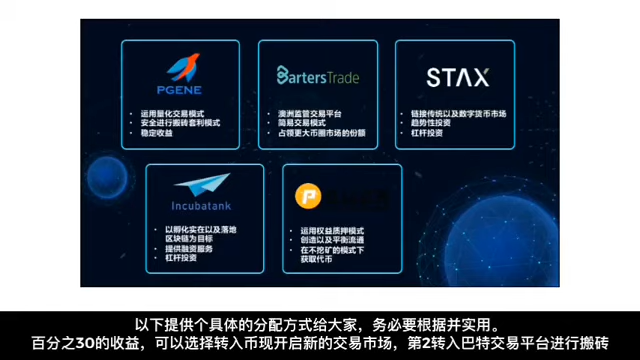 PGENE
• 运用量化交易模式
• 安全进行搬砖套利模式
• 稳定收益
BartersTrade
• 澳洲监管交易平台
• 简易交易模式
• 占领更大币圈市场的份额
STAX
• 链接传统以及数字货币市场
• 趋势性投资
• 杠杆投资
Incubatank
• 以孵化实在以及落地
区块链为目标
• 提供融资服务
• 杠杆投资
P
• 运用权益质押模式
• 创造以及平衡流通
• 在不挖矿的模式下
获取代币
以下提供个具体的分配方式给大家，务必要根据并实用。
百分之30的收益，可以选择转入币现开启新的交易市场，第2转入巴特交易平台进行搬砖